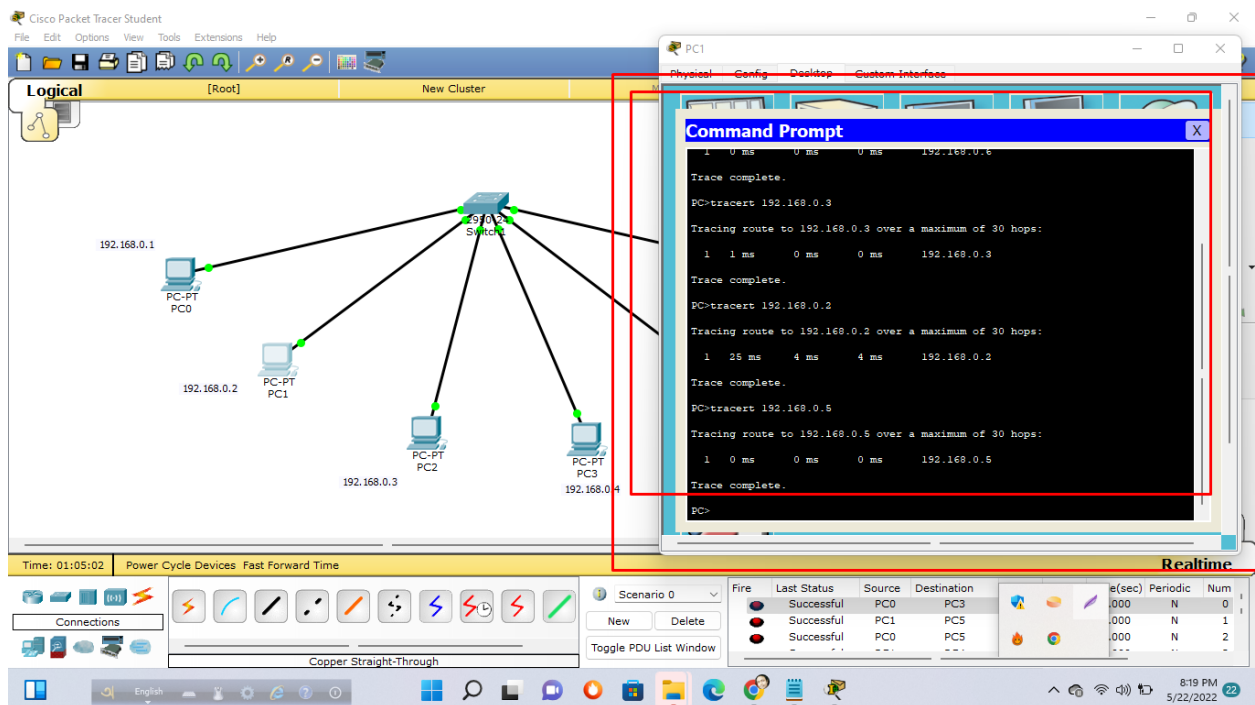 Cisco Packet Tracer Student
File Edit Options View Tools Extensions Help
Logical
[Root]
New Cluster
M
192.168.0.1
PC-PT
PC0
192.168.0.2
PC-PT
PC1
PC-PT
PC2
192.168.0.3
PC-PT
PC3
192.168.0.4
2950-24
Switch1
PC1
Physical Config Desktop Custom Interface
Command Prompt
X
1 0 ms 0 ms 0 ms 192.168.0.6
Trace complete.
PC>tracert 192.168.0.3
Tracing route to 192.168.0.3 over a maximum of 30 hops:
1 1 ms 0 ms 0 ms 192.168.0.3
Trace complete.
PC>tracert 192.168.0.2
Tracing route to 192.168.0.2 over a maximum of 30 hops:
1 25 ms 4 ms 4 ms 192.168.0.2
Trace complete.
PC>tracert 192.168.0.5
Tracing route to 192.168.0.5 over a maximum of 30 hops:
1 0 ms 0 ms 0 ms 192.168.0.5
Trace complete.
PC>
Time: 01:05:02 Power Cycle Devices Fast Forward Time
Realtime
Connections
Copper Straight-Through
Scenario 0
New Delete
Toggle PDU List Window
Fire Last Status Source Destination e(sec) Periodic Num
Successful PC0 PC3 .000 N 0
Successful PC1 PC5 .000 N 1
Successful PC0 PC5 .000 N 2
English
8:19 PM
5/22/2022
22